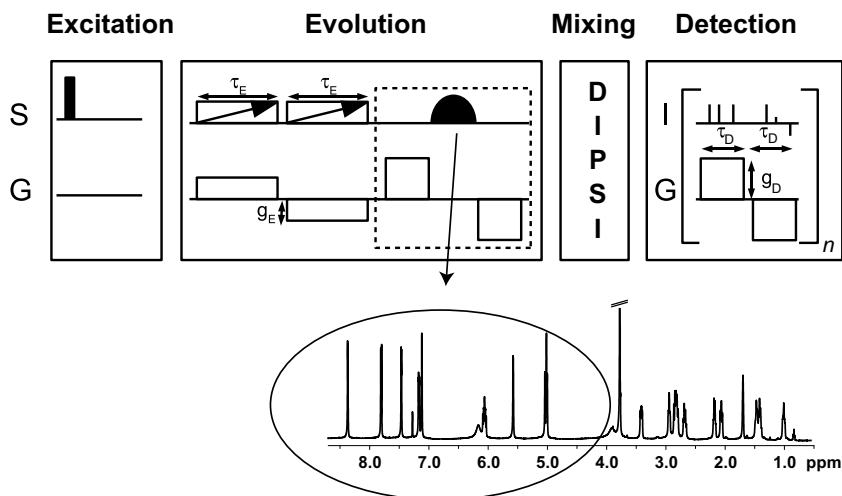 Excitation Evolution Mixing Detection
τE τE
S
G
gE
D
I
P
S
I
I
τD τD
G
gD
n
8.0 7.0 6.0 5.0 4.0 3.0 2.0 1.0 ppm